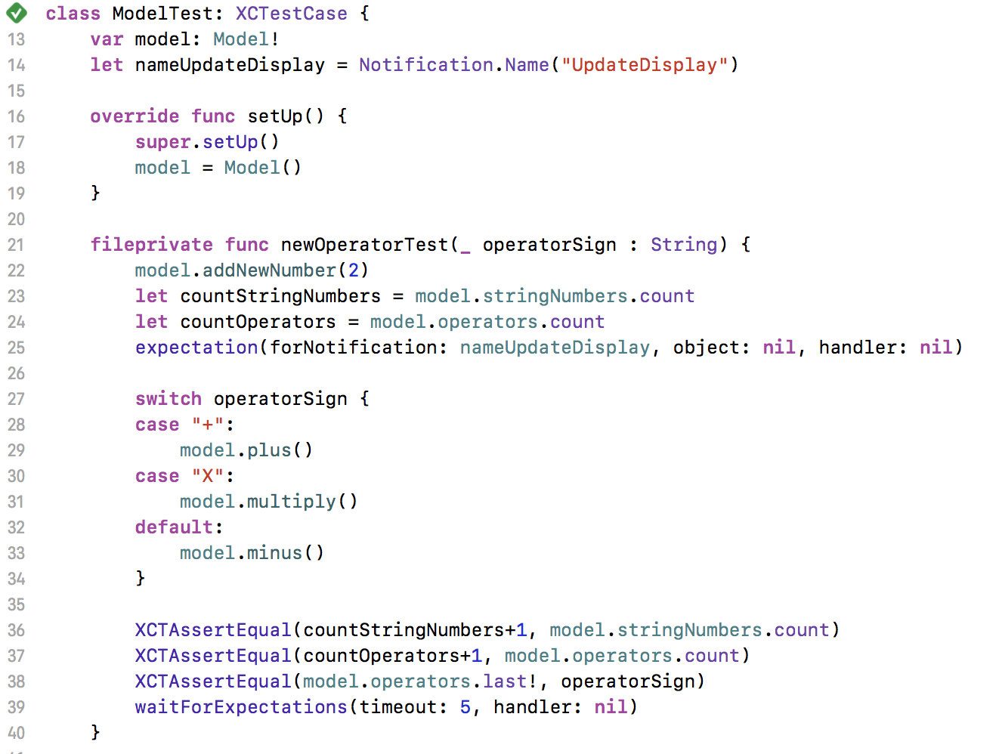 class ModelTest: XCTestCase {
13     var model: Model!
14     let nameUpdateDisplay = Notification.Name("UpdateDisplay")
15
16     override func setUp() {
17         super.setUp()
18         model = Model()
19     }
20
21     fileprivate func newOperatorTest(_ operatorSign : String) {
22         model.addNewNumber(2)
23         let countStringNumbers = model.stringNumbers.count
24         let countOperators = model.operators.count
25         expectation(forNotification: nameUpdateDisplay, object: nil, handler: nil)
26
27         switch operatorSign {
28         case "+":
29             model.plus()
30         case "X":
31             model.multiply()
32         default:
33             model.minus()
34         }
35
36         XCTAssertEqual(countStringNumbers+1, model.stringNumbers.count)
37         XCTAssertEqual(countOperators+1, model.operators.count)
38         XCTAssertEqual(model.operators.last!, operatorSign)
39         waitForExpectations(timeout: 5, handler: nil)
40     }